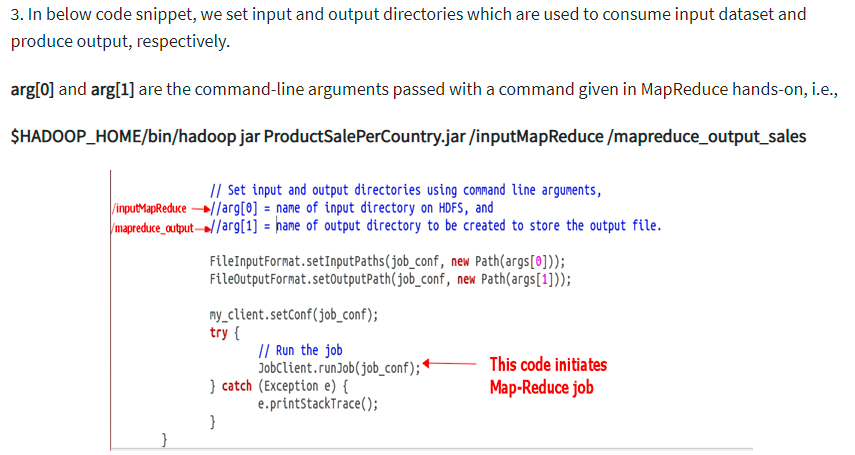 3. In below code snippet, we set input and output directories which are used to consume input dataset and
produce output, respectively.
arg[0] and arg[1] are the command-line arguments passed with a command given in MapReduce hands-on, i.e.,
$HADOOP_HOME/bin/hadoop jar ProductSalePerCountry.jar /inputMapReduce /mapreduce_output_sales
// Set input and output directories using command line arguments,
/inputMapReduce //arg[0] = name of input directory on HDFS, and
/mapreduce_output //arg[1] = name of output directory to be created to store the output file.
FileInputFormat.setInputPaths(job_conf, new Path(args[0]));
FileOutputFormat.setOutputPath(job_conf, new Path(args[1]));
my_client.setConf(job_conf);
try {
// Run the job
JobClient.runJob(job_conf); This code initiates
} catch (Exception e) { Map-Reduce job
e.printStackTrace();
}
}